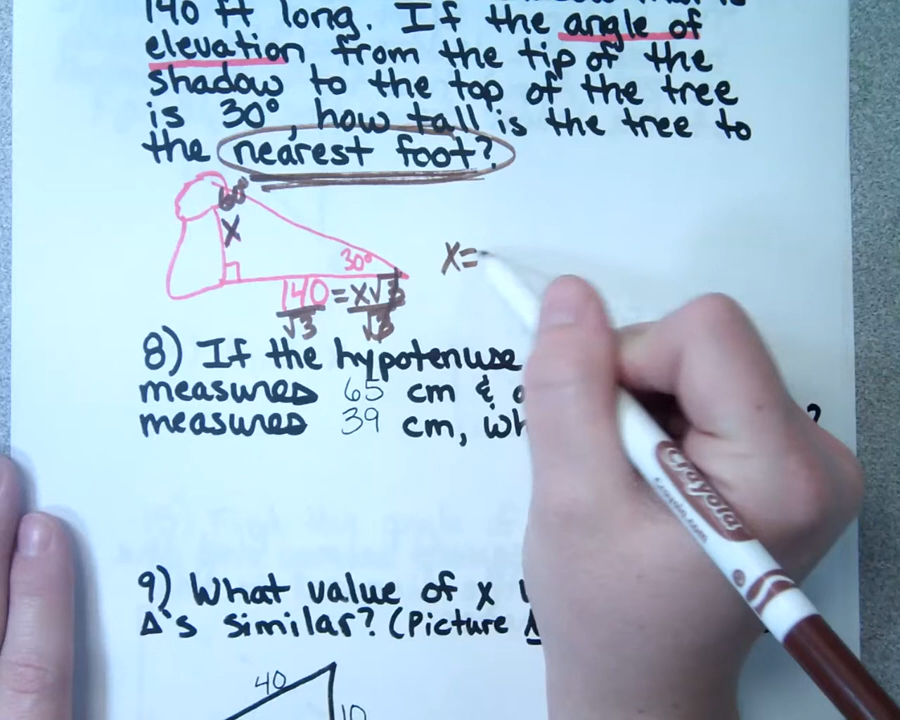 140 ft long. If the angle of
elevation from the tip of the
shadow to the top of the tree
is 30°, how tall is the tree to
the nearest foot?
60°
X
30°
X=
140 = X√3
√3 √3
8) If the hypotenuse
measures 65 cm &
measures 39 cm,
9) What value of x
Δ's similar? (Picture
40
10
Crayola
crayola.com